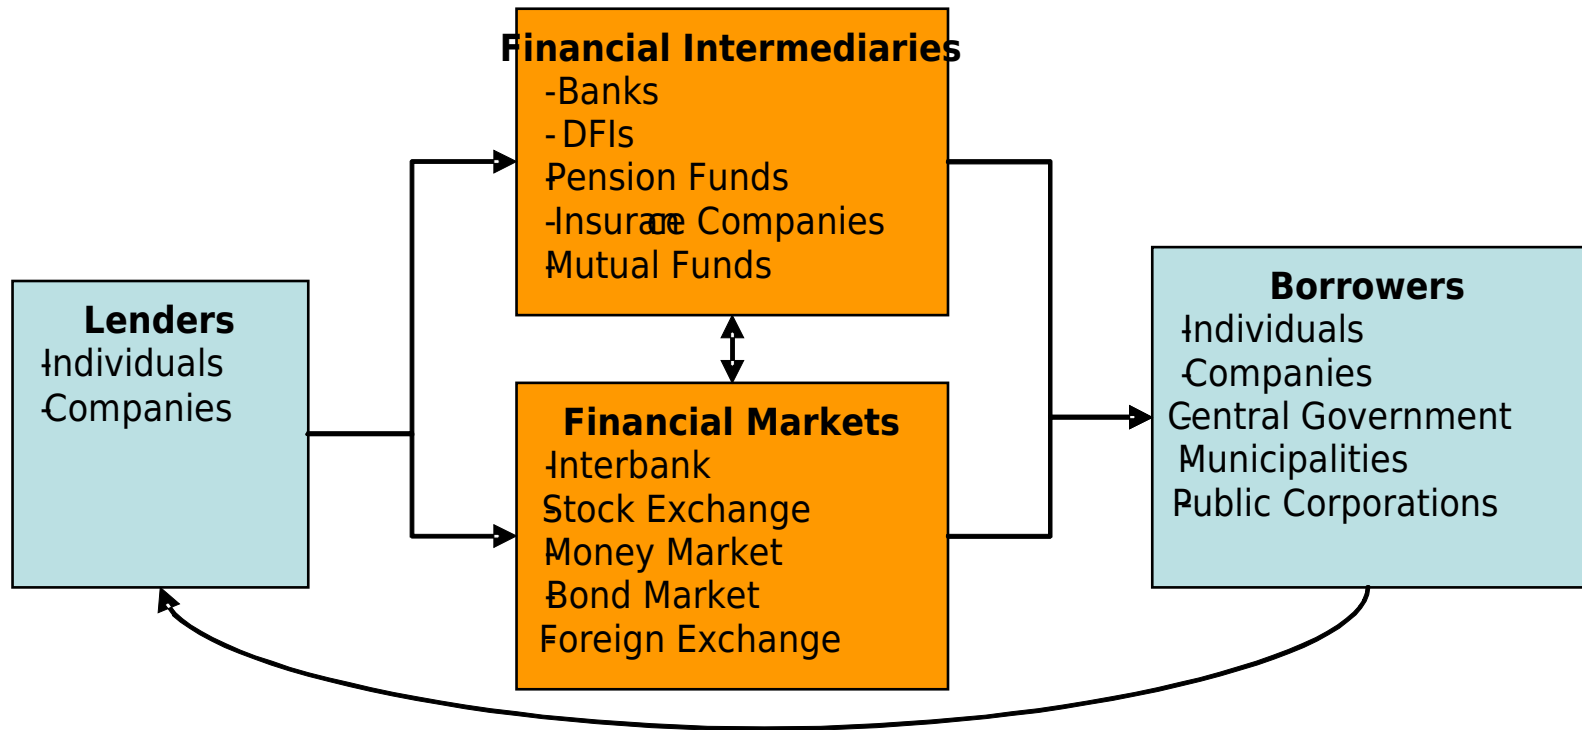 Financial Intermediaries
- Banks
- DFIs
- Pension Funds
- Insurance Companies
- Mutual Funds
Lenders
- Individuals
- Companies
Financial Markets
- Interbank
- Stock Exchange
- Money Market
- Bond Market
- Foreign Exchange
Borrowers
- Individuals
- Companies
- Central Government
- Municipalities
- Public Corporations